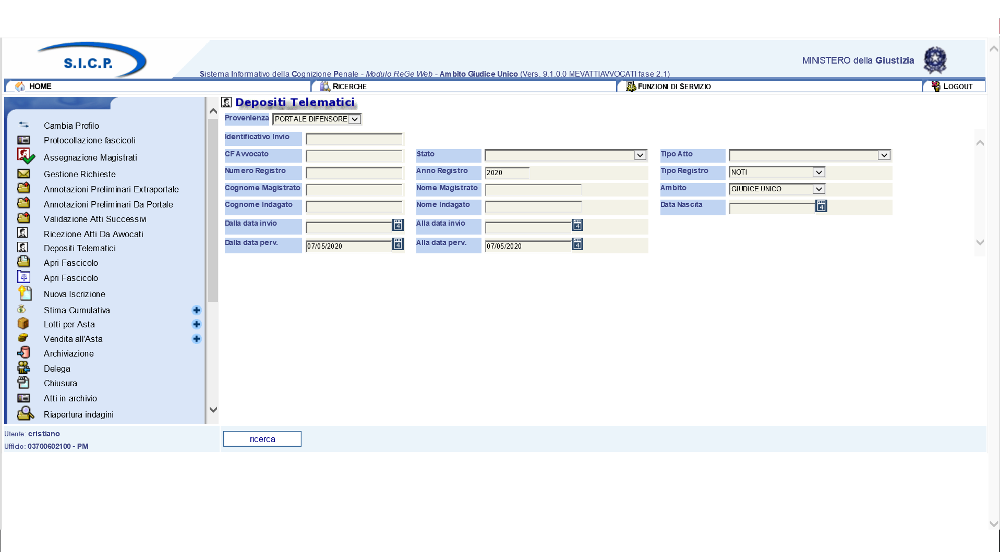 S.I.C.P.
MINISTERO della Giustizia
Sistema Informativo della Cognizione Penale - Modulo ReGe Web - Ambito Giudice Unico (Vers. 9.1.0.0 MEVATTIAVVOCATI fase 2.1)
HOME RICERCHE FUNZIONI DI SERVIZIO LOGOUT
Depositi Telematici
Provenienza PORTALE DIFENSORE
Identificativo Invio
CF Avvocato Stato Tipo Atto
Numero Registro Anno Registro 2020 Tipo Registro NOTI
Cognome Magistrato Nome Magistrato Ambito GIUDICE UNICO
Cognome Indagato Nome Indagato Data Nascita 4
Dalla data invio 4 Alla data invio 4
Dalla data perv. 07/05/2020 4 Alla data perv. 07/05/2020 4
Cambia Profilo
Protocollazione fascicoli
Assegnazione Magistrati
Gestione Richieste
Annotazioni Preliminari Extraportale
Annotazioni Preliminari Da Portale
Validazione Atti Successivi
Ricezione Atti Da Avvocati
Depositi Telematici
Apri Fascicolo
Apri Fascicolo
Nuova Iscrizione
Stima Cumulativa
Lotti per Asta
Vendita all'Asta
Archiviazione
Delega
Chiusura
Atti in archivio
Riapertura indagini
Utente: cristiano
Ufficio: 03700602100 - PM
ricerca